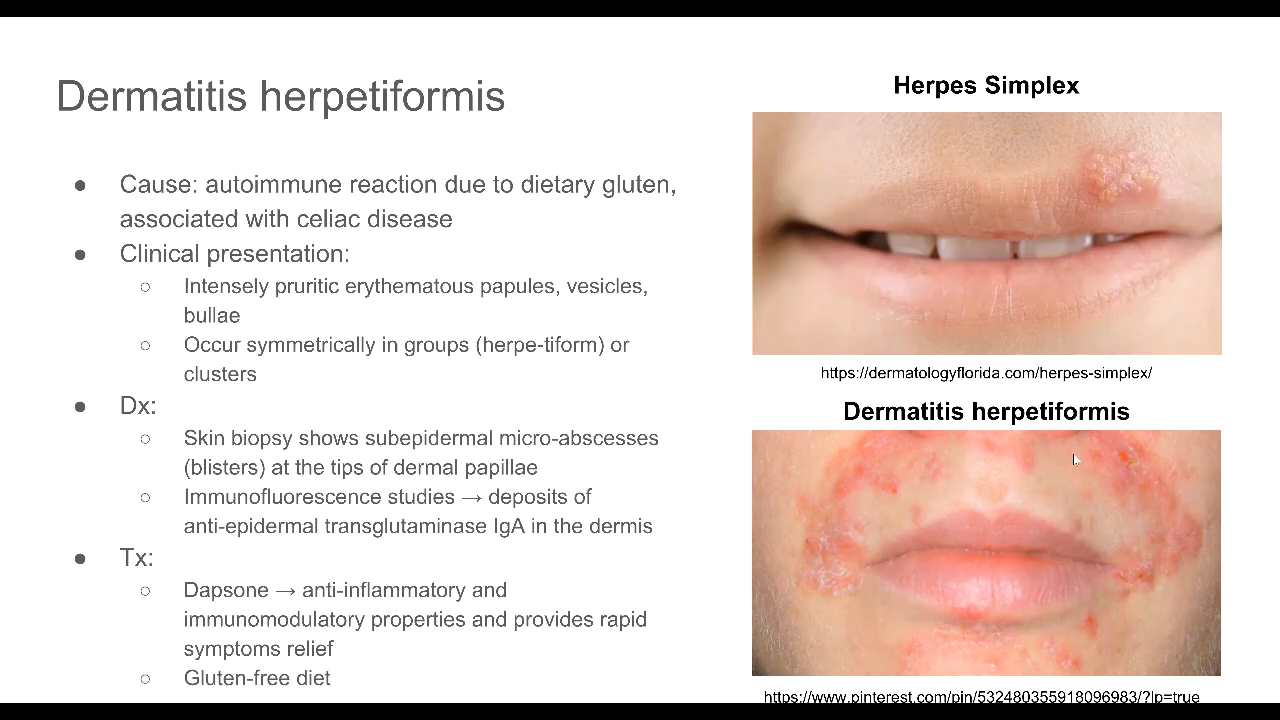 Dermatitis herpetiformis
● Cause: autoimmune reaction due to dietary gluten,
associated with celiac disease
● Clinical presentation:
○ Intensely pruritic erythematous papules, vesicles,
bullae
○ Occur symmetrically in groups (herpe-tiform) or
clusters
● Dx:
○ Skin biopsy shows subepidermal micro-abscesses
(blisters) at the tips of dermal papillae
○ Immunofluorescence studies → deposits of
anti-epidermal transglutaminase IgA in the dermis
● Tx:
○ Dapsone → anti-inflammatory and
immunomodulatory properties and provides rapid
symptoms relief
○ Gluten-free diet
Herpes Simplex
https://dermatologyflorida.com/herpes-simplex/
Dermatitis herpetiformis
https://www.pinterest.com/pin/532480355918096983/?lp=true